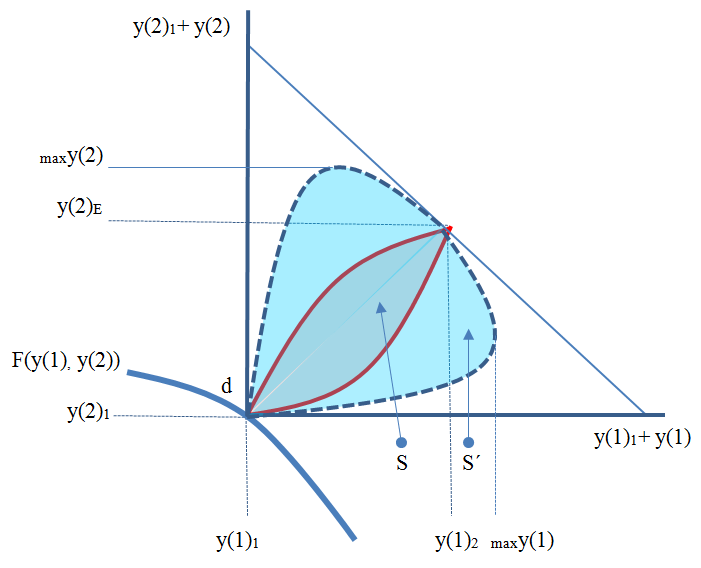 y(2)₁+ y(2)
maxy(2)
y(2)E
F(y(1), y(2))
d
y(2)₁
y(1)₁+ y(1)
S S´
y(1)₁ y(1)₂ maxy(1)